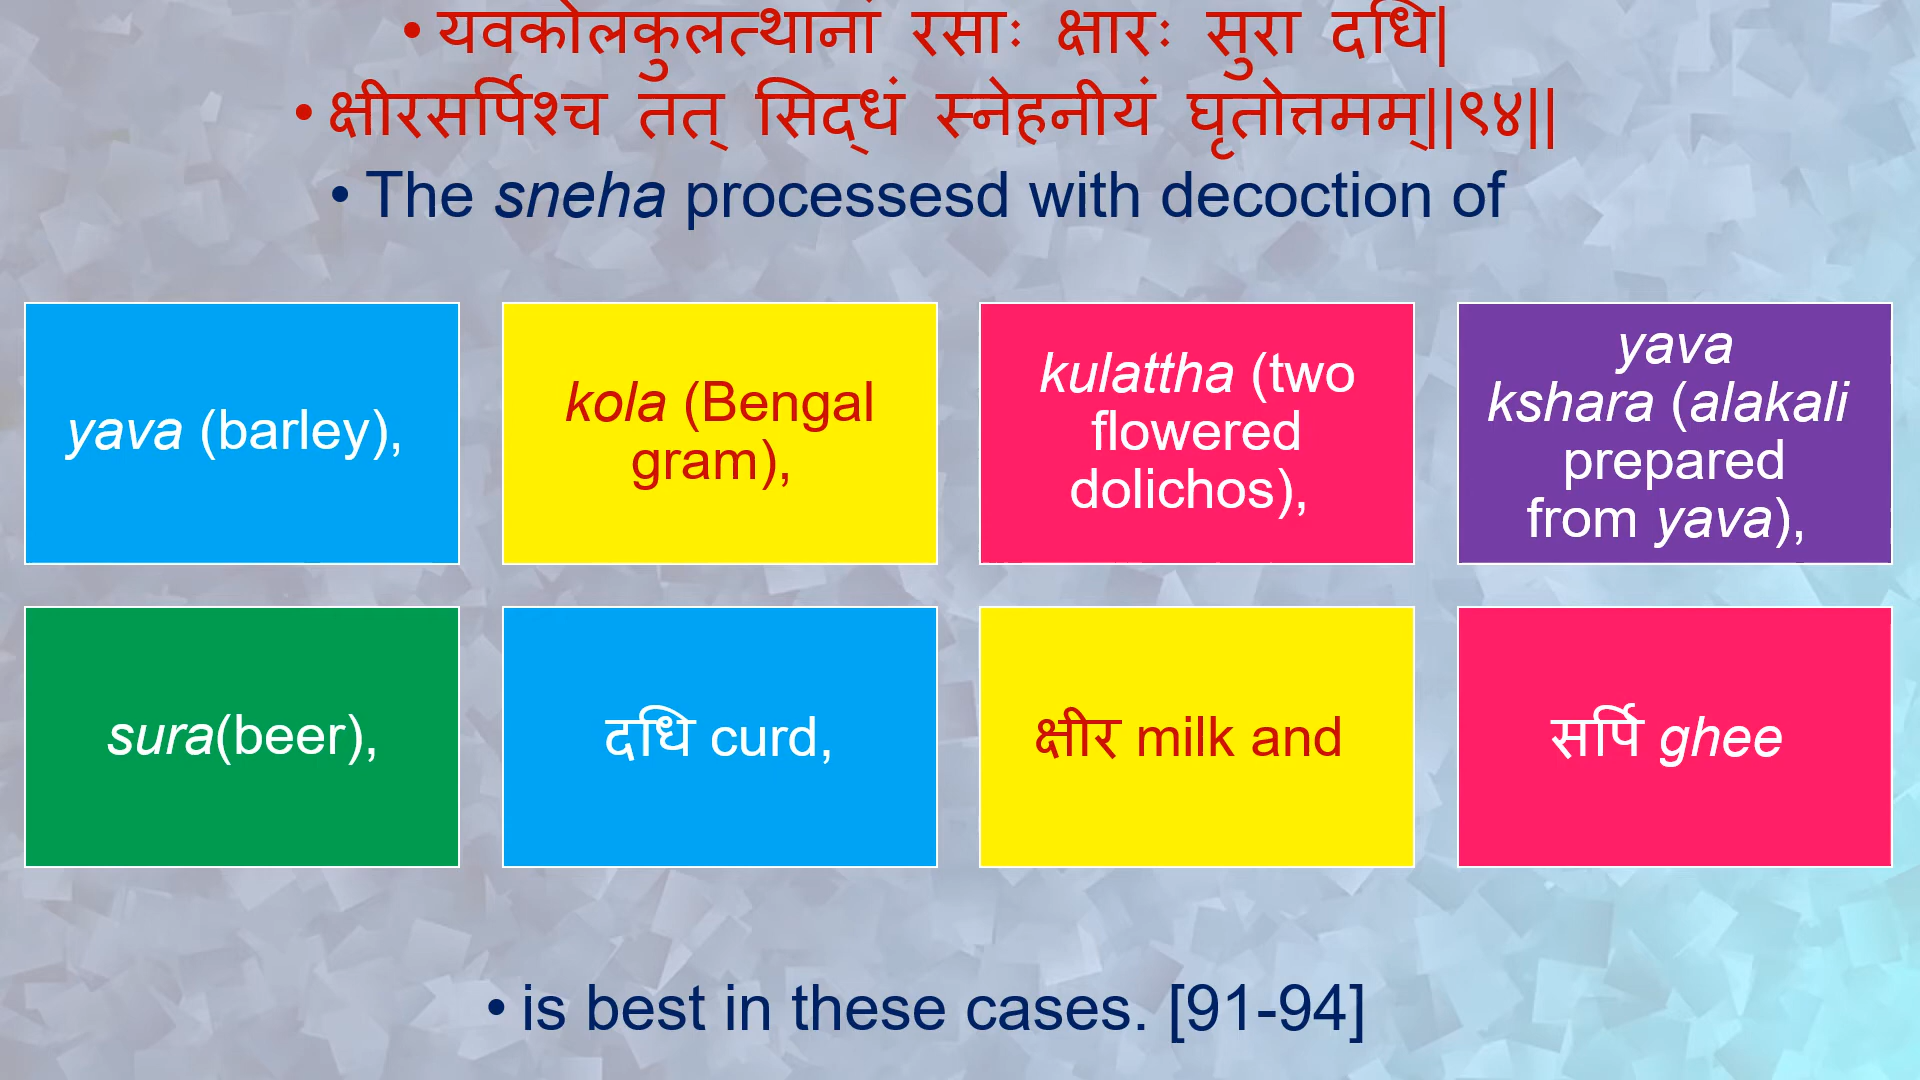 • यवकोलकुलत्थानां रसाः क्षारः सुरा दधि|
• क्षीरसर्पिश्च तत् सिद्धं स्नेहनीयं घृतोत्तमम्||९४||
• The sneha processesd with decoction of
yava (barley),
kola (Bengal
gram),
kulattha (two
flowered
dolichos),
yava
kshara (alakali
prepared
from yava),
sura(beer),
दधि curd,
क्षीर milk and
सर्पि ghee
• is best in these cases. [91-94]